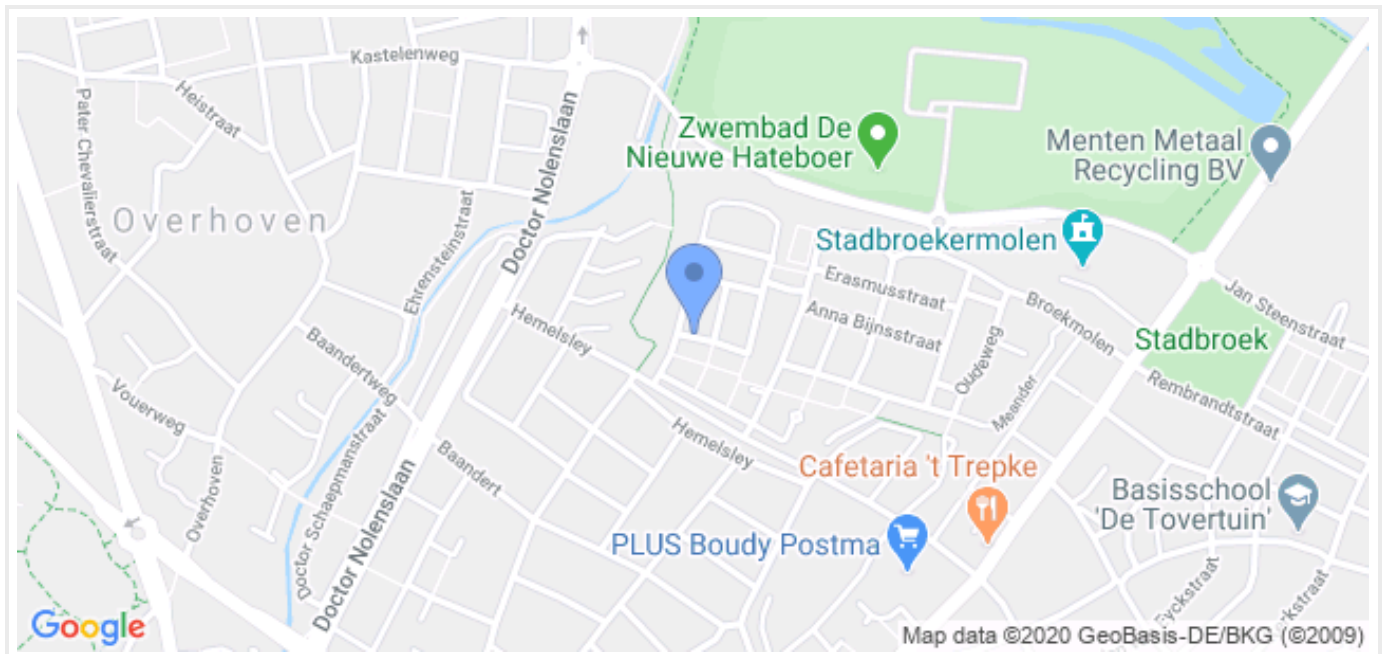 Kastelenweg
Heistraat
Pater Chevalierstraat
Overhoven
Doctor Nolenslaan
Ehrensteinstraat
Zwembad De
Nieuwe Hateboer
Menten Metaal
Recycling BV
Stadbroekermolen
Erasmusstraat
Anna Bijnsstraat
Broekmolen
Jan Steenstraat
Stadbroek
Oudeweg
Meander
Rembrandtstraat
Hemelsley
Baandertweg
Vouerweg
Baandert
Hemelsley
Overhoven
Doctor Schaepmanstraat
Doctor Nolenslaan
Cafetaria 't Trepke
PLUS Boudy Postma
Basisschool
'De Tovertuin'
Eyckstraat
Google
Map data ©2020 GeoBasis-DE/BKG (©2009)